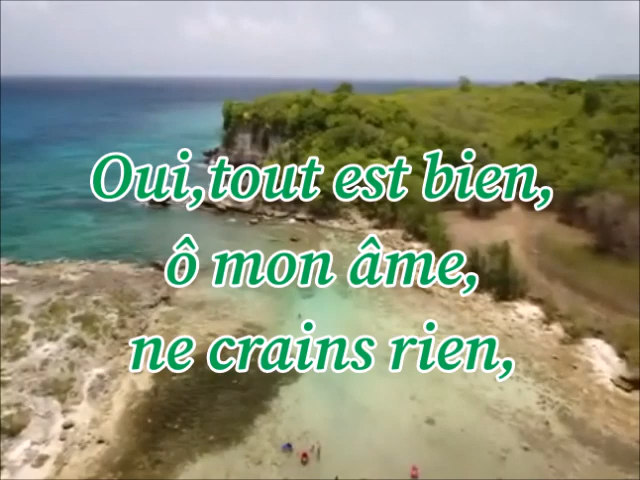 Oui,tout est bien,
ô mon âme,
ne crains rien,